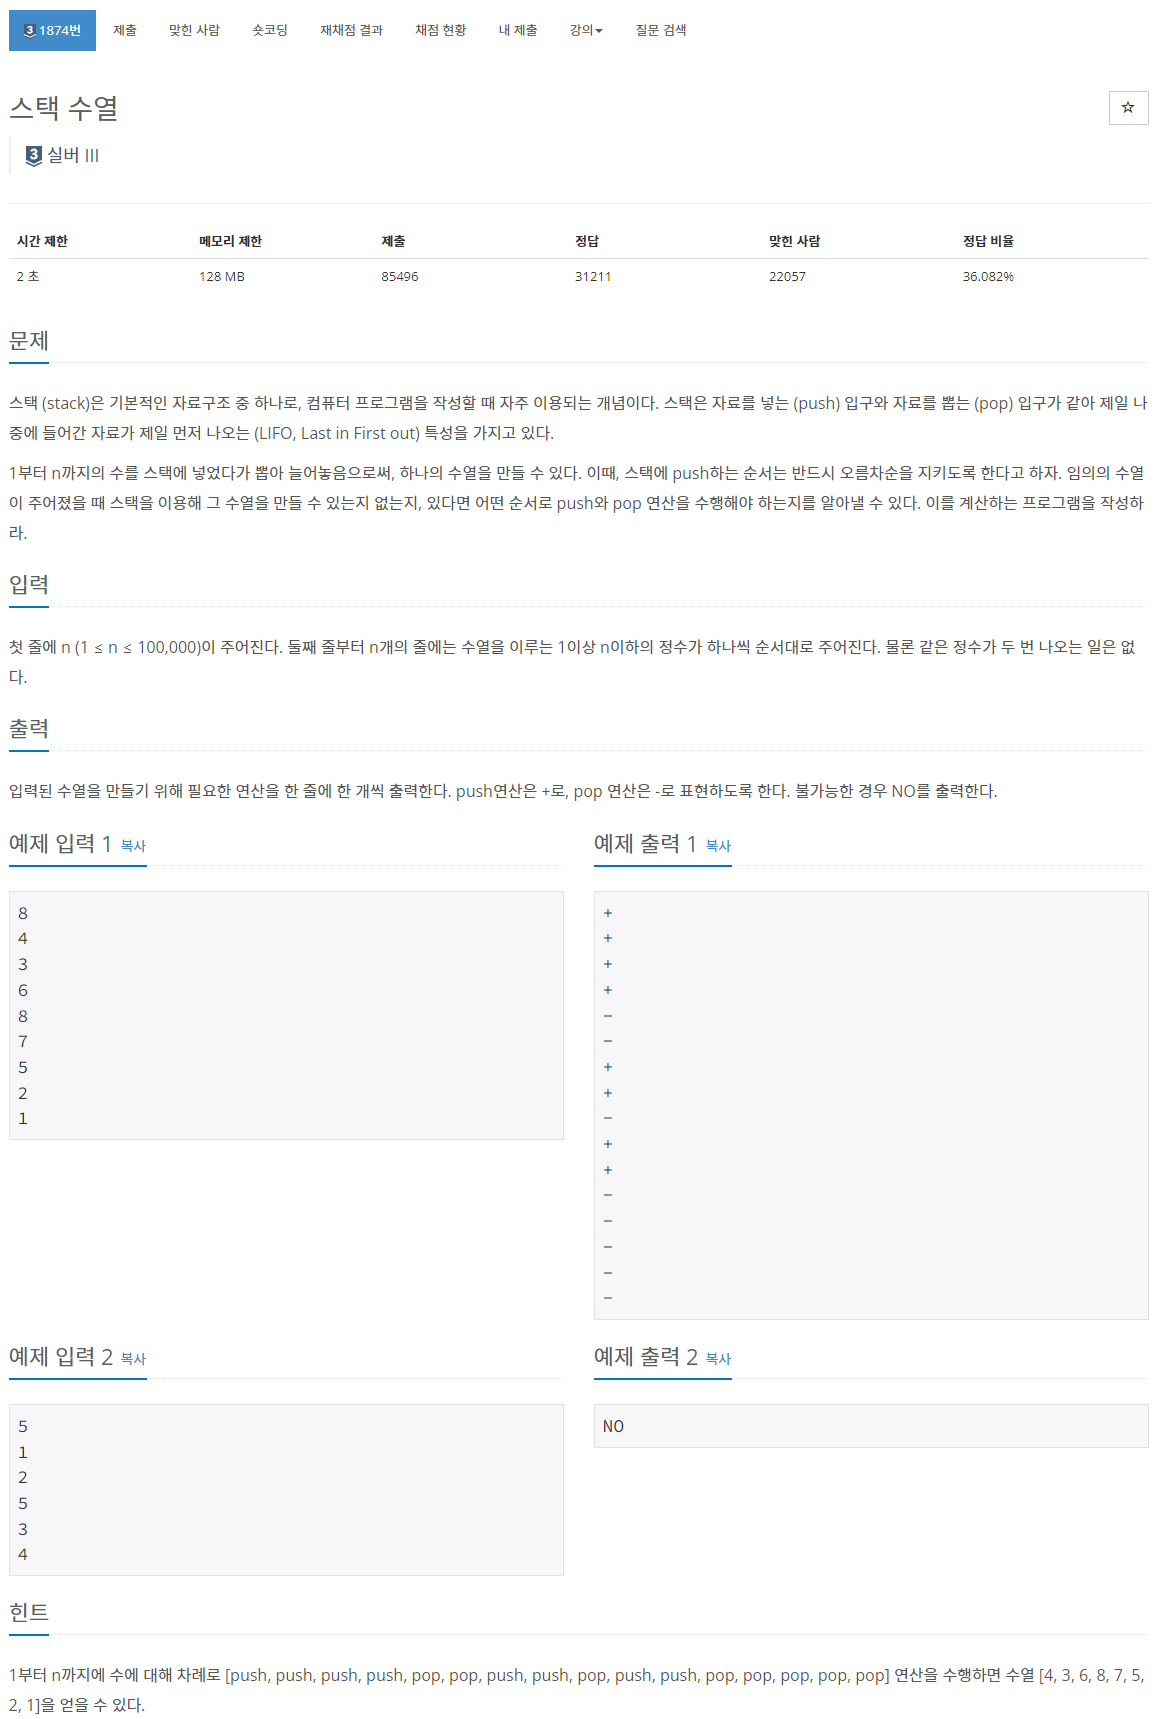 3 1874번 제출 맞힌 사람 숏코딩 재채점 결과 채점 현황 내 제출 강의 질문 검색
스택 수열
3 실버 III
시간 제한 메모리 제한 제출 정답 맞힌 사람 정답 비율
2 초 128 MB 85496 31211 22057 36.082%
문제
스택 (stack)은 기본적인 자료구조 중 하나로, 컴퓨터 프로그램을 작성할 때 자주 이용되는 개념이다. 스택은 자료를 넣는 (push) 입구와 자료를 뽑는 (pop) 입구가 같아 제일 나
중에 들어간 자료가 제일 먼저 나오는 (LIFO, Last in First out) 특성을 가지고 있다.
1부터 n까지의 수를 스택에 넣었다가 뽑아 늘어놓음으로써, 하나의 수열을 만들 수 있다. 이때, 스택에 push하는 순서는 반드시 오름차순을 지키도록 한다고 하자. 임의의 수열
이 주어졌을 때 스택을 이용해 그 수열을 만들 수 있는지 없는지, 있다면 어떤 순서로 push와 pop 연산을 수행해야 하는지를 알아낼 수 있다. 이를 계산하는 프로그램을 작성하
라.
입력
첫 줄에 n (1 ≤ n ≤ 100,000)이 주어진다. 둘째 줄부터 n개의 줄에는 수열을 이루는 1이상 n이하의 정수가 하나씩 순서대로 주어진다. 물론 같은 정수가 두 번 나오는 일은 없
다.
출력
입력된 수열을 만들기 위해 필요한 연산을 한 줄에 한 개씩 출력한다. push연산은 +로, pop 연산은 -로 표현하도록 한다. 불가능한 경우 NO를 출력한다.
예제 입력 1 복사
8
4
3
6
8
7
5
2
1
예제 출력 1 복사
+
+
+
+
-
-
+
+
-
+
+
-
-
-
-
-
예제 입력 2 복사
5
1
2
5
3
4
예제 출력 2 복사
NO
힌트
1부터 n까지에 수에 대해 차례로 [push, push, push, push, pop, pop, push, push, pop, push, push, pop, pop, pop, pop, pop] 연산을 수행하면 수열 [4, 3, 6, 8, 7, 5,
2, 1]을 얻을 수 있다.